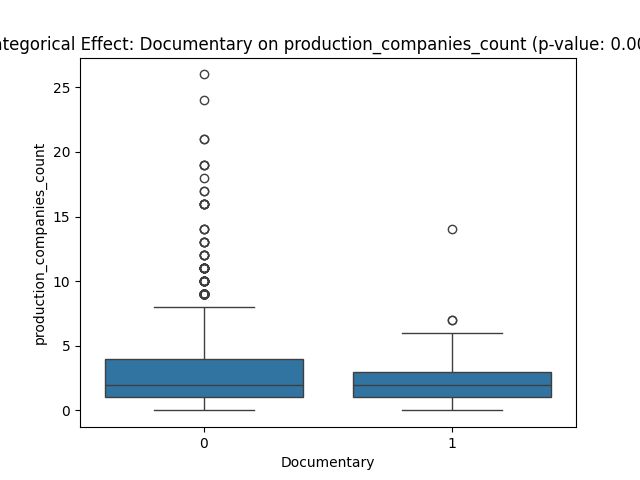 tegorical Effect: Documentary on production_companies_count (p-value: 0.00
production_companies_count
25
20
15
10
5
0
0 1
Documentary